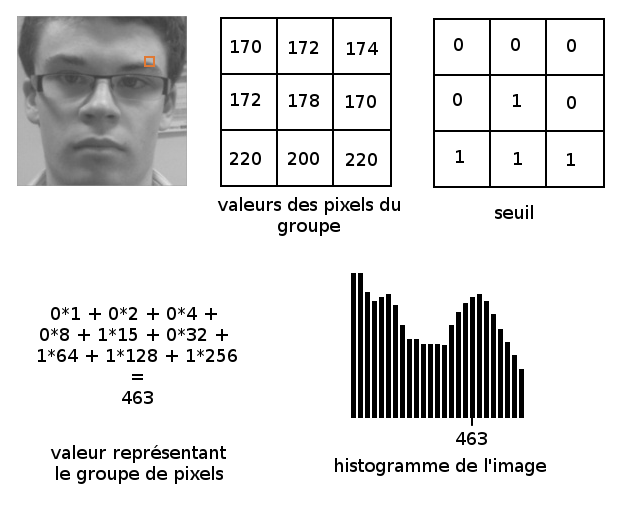 170 172 174
172 178 170
220 200 220
valeurs des pixels du
groupe
0 0 0
0 1 0
1 1 1
seuil
0*1 + 0*2 + 0*4 +
0*8 + 1*15 + 0*32 +
1*64 + 1*128 + 1*256
=
463
valeur représentant
le groupe de pixels
463
histogramme de l'image